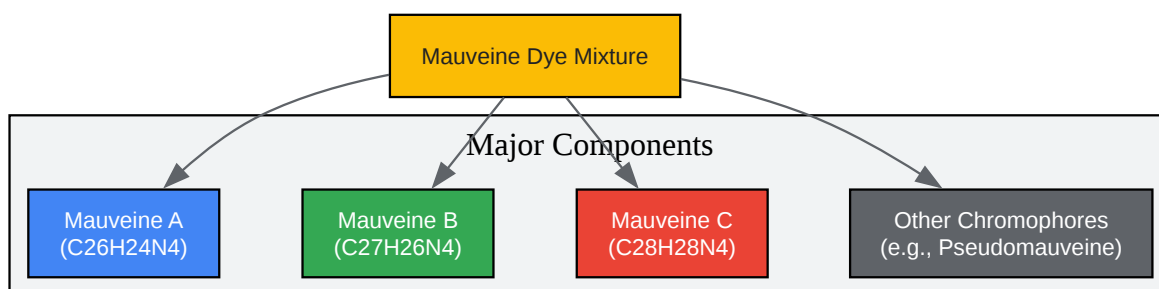 Mauveine Dye Mixture
Major Components
Mauveine A
(C26H24N4)
Mauveine B
(C27H26N4)
Mauveine C
(C28H28N4)
Other Chromophores
(e.g., Pseudomauveine)